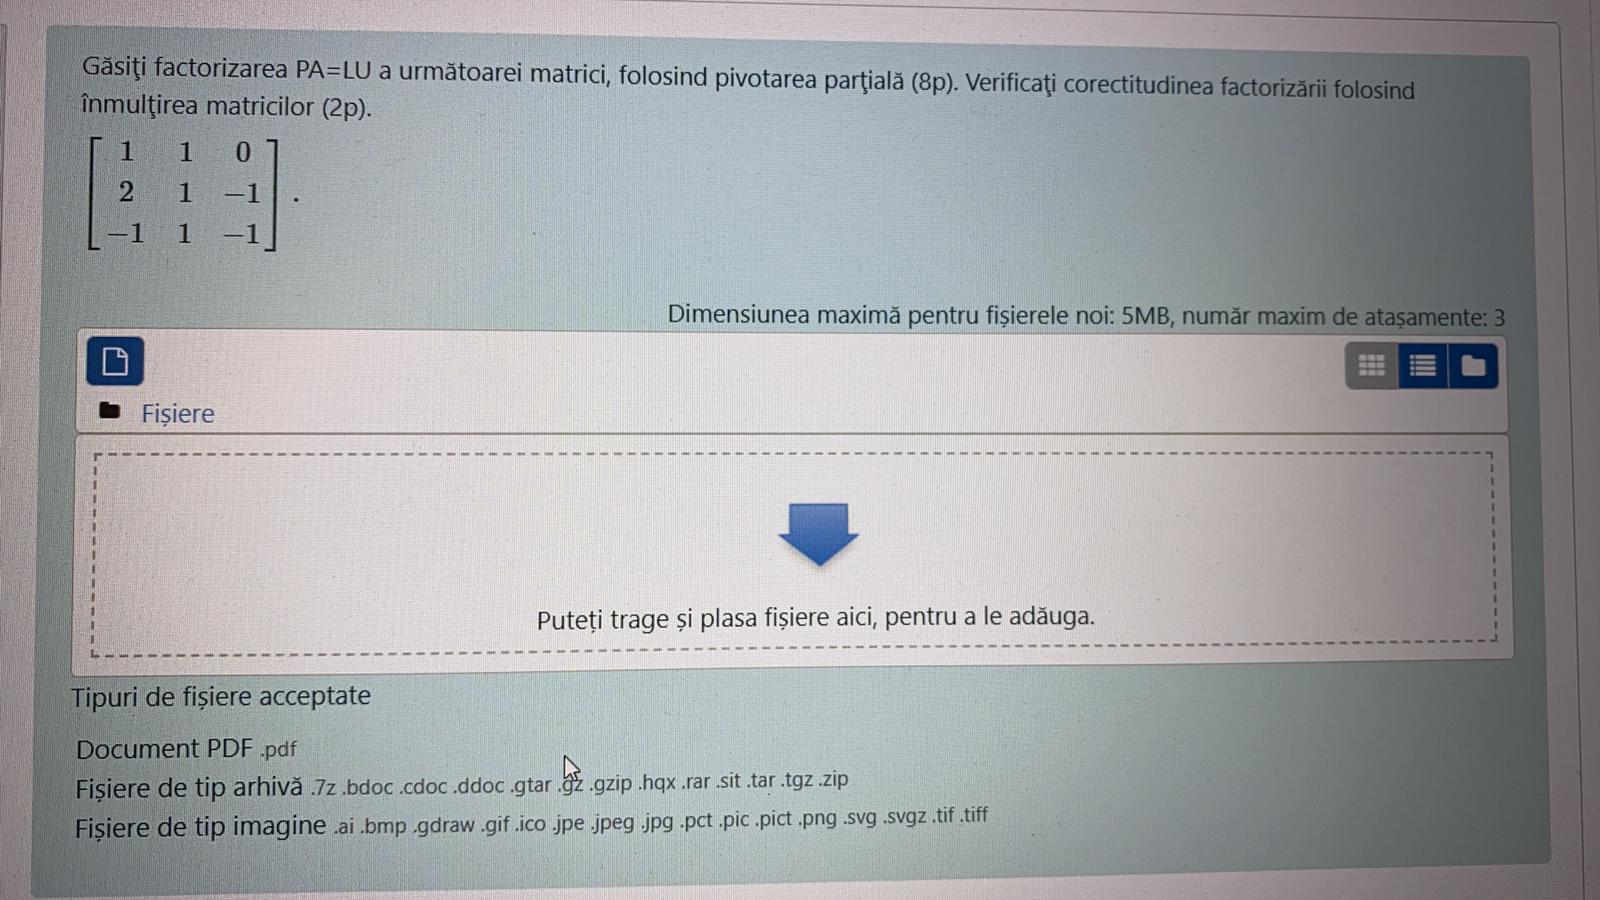 Găsiţi factorizarea PA=LU a următoarei matrici, folosind pivotarea parţială (8p). Verificaţi corectitudinea factorizării folosind
înmulţirea matricilor (2p).
1 1 0
2 1 −1 .
−1 1 −1
Dimensiunea maximă pentru fișierele noi: 5MB, număr maxim de atașamente: 3
Fișiere
Puteți trage și plasa fișiere aici, pentru a le adăuga.
Tipuri de fișiere acceptate
Document PDF .pdf
Fișiere de tip arhivă .7z .bdoc .cdoc .ddoc .gtar .gz .gzip .hqx .rar .sit .tar .tgz .zip
Fișiere de tip imagine .ai .bmp .gdraw .gif .ico .jpe .jpeg .jpg .pct .pic .pict .png .svg .svgz .tif .tiff